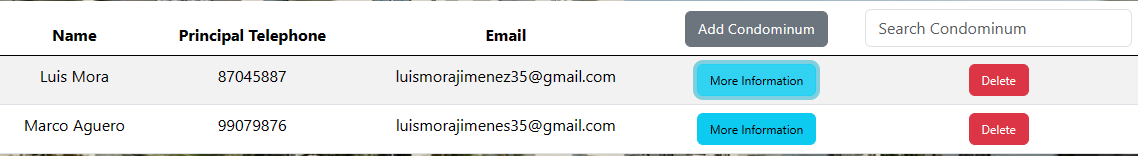 Name Principal Telephone Email Add Condominum Search Condominum
Luis Mora 87045887 luismorajimenez35@gmail.com More Information Delete
Marco Aguero 99079876 luismorajimenes35@gmail.com More Information Delete